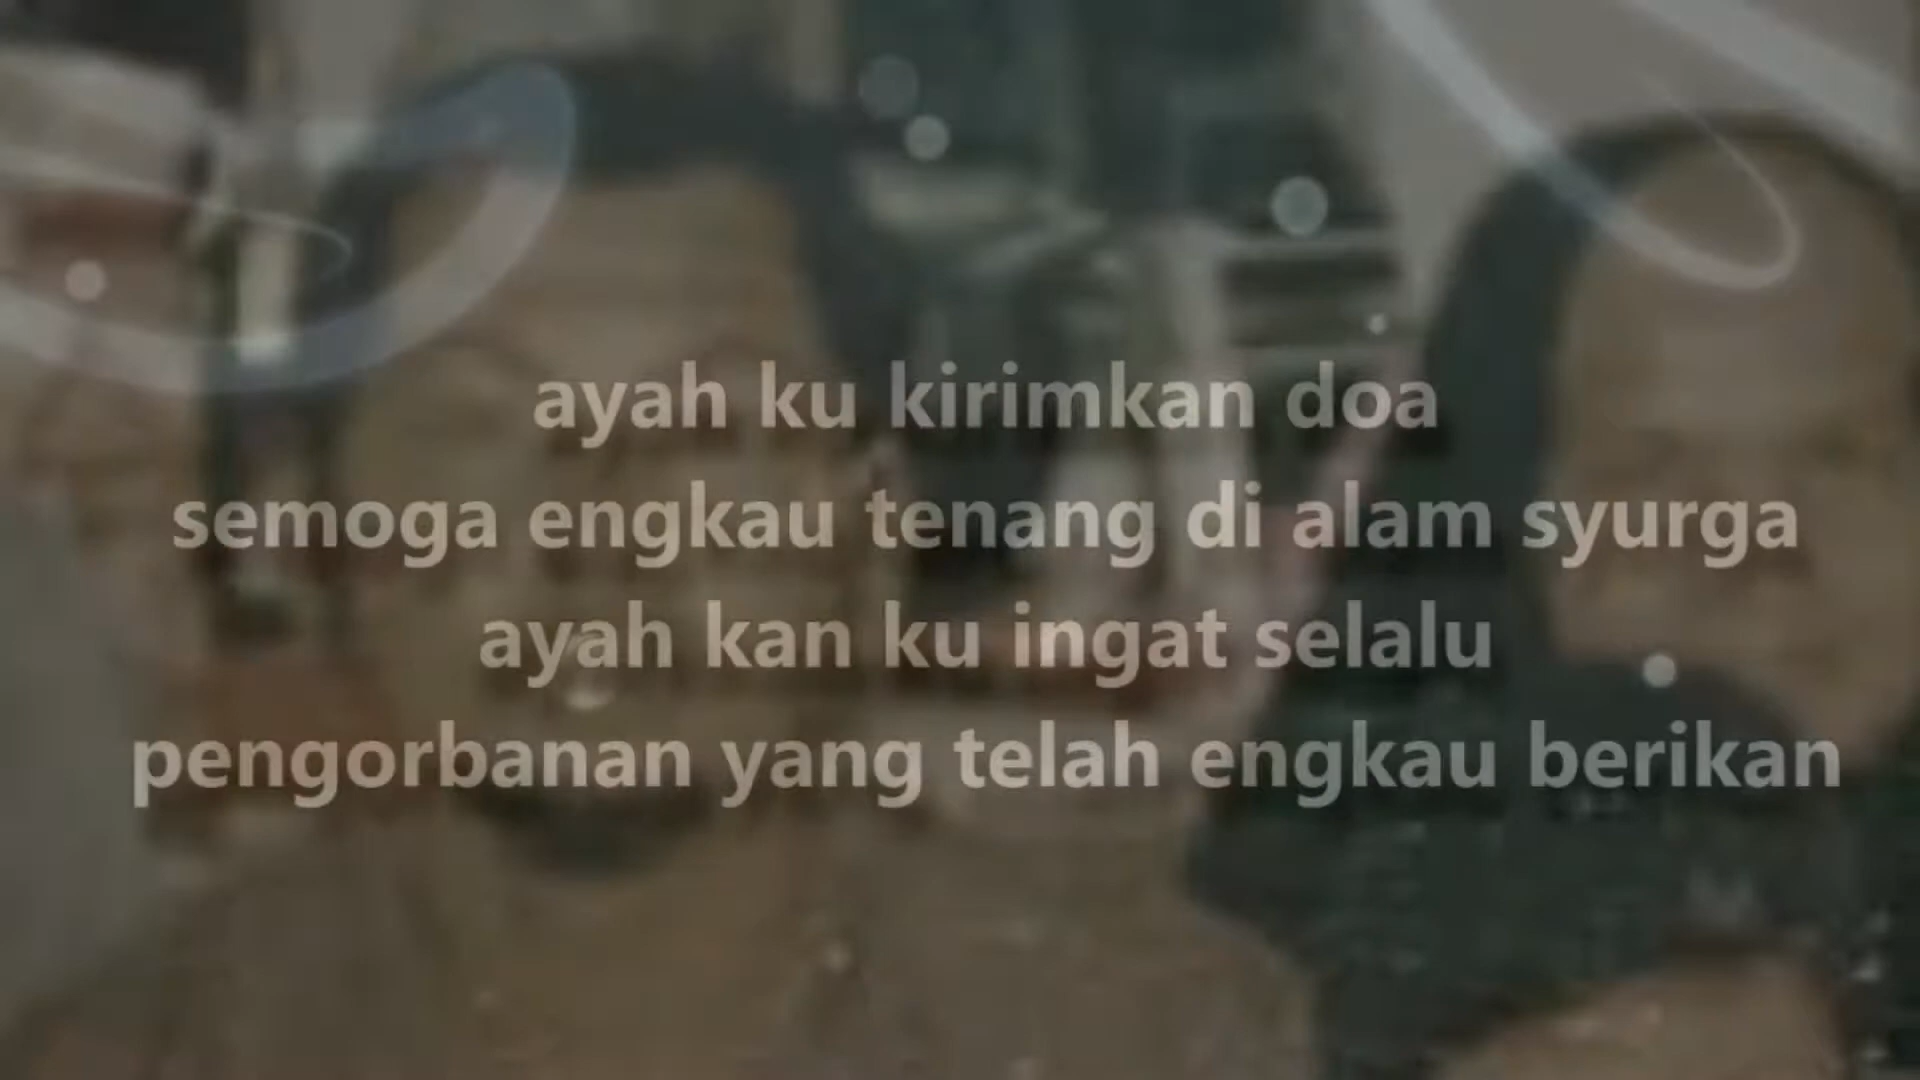 ayah ku kirimkan doa
semoga engkau tenang di alam syurga
ayah kan ku ingat selalu
pengorbanan yang telah engkau berikan